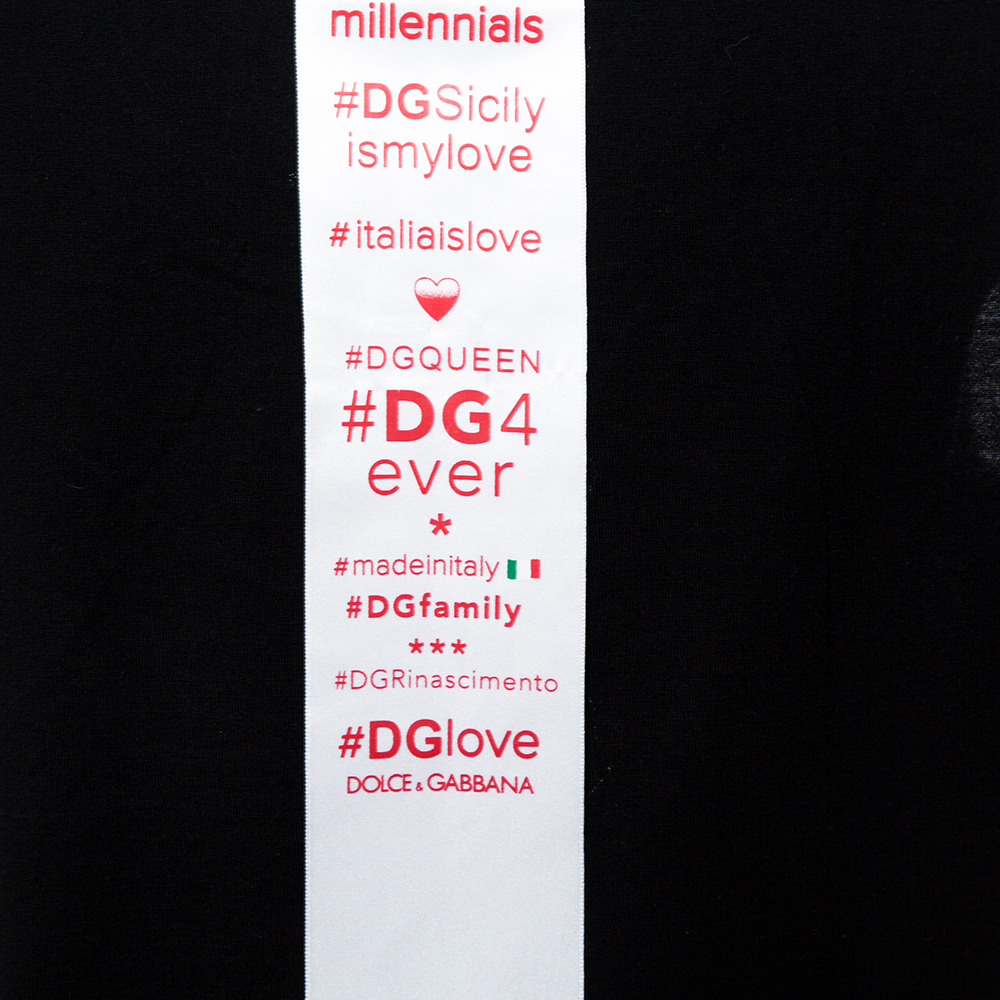 millennials
#DGSicily
ismylove
#italiaislove
#DGQUEEN
#DG4
ever
*
#madeinitaly
#DGfamily
***
#DGRinascimento
#DGlove
DOLCE & GABBANA